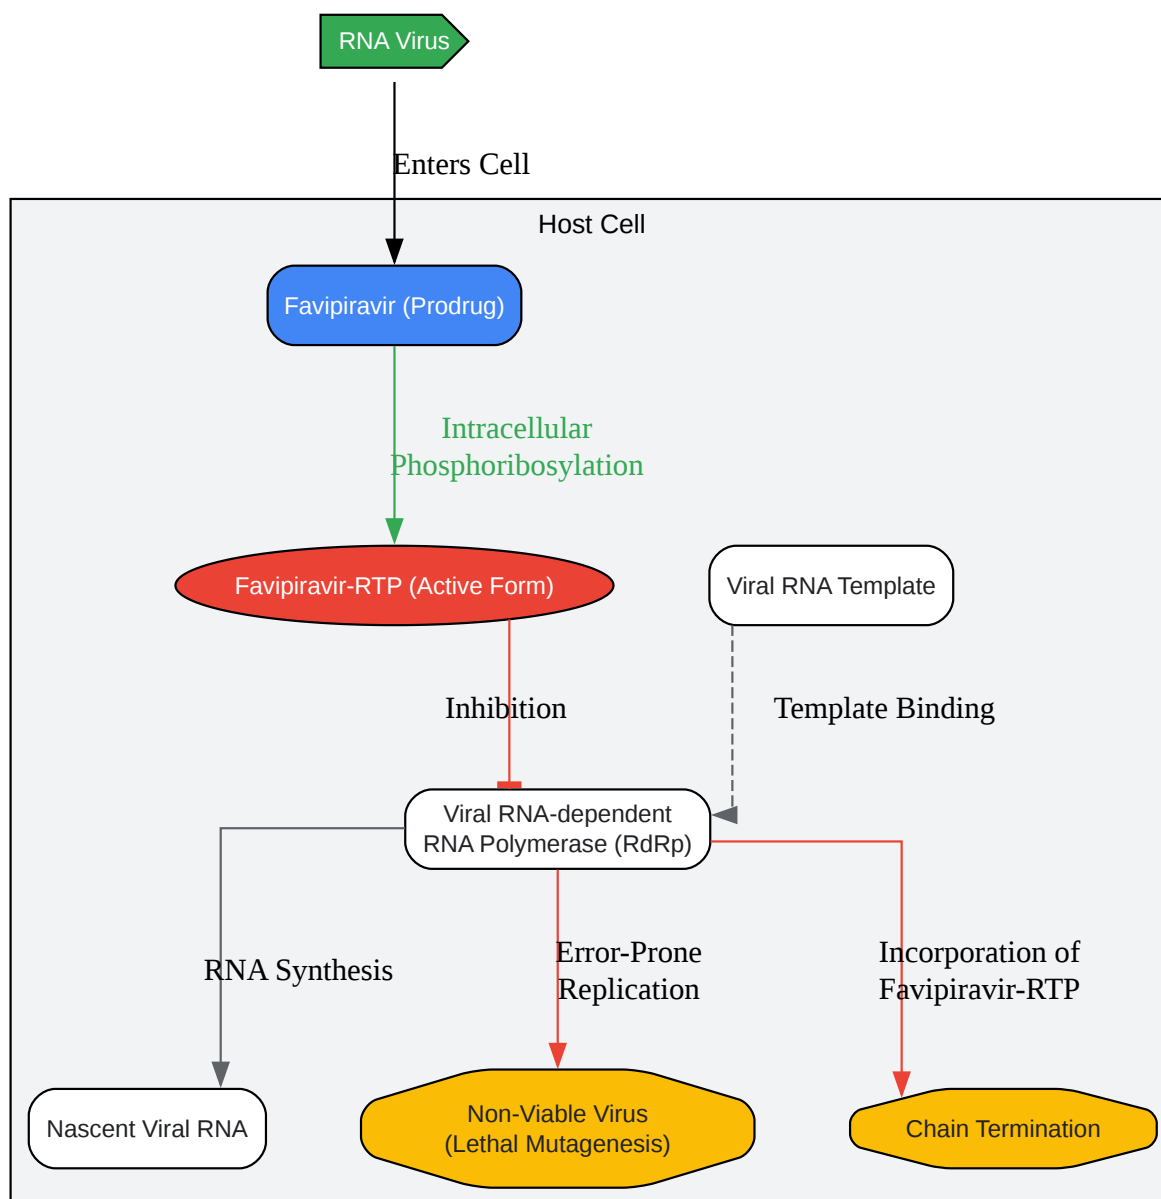 RNA Virus
Enters Cell
Host Cell
Favipiravir (Prodrug)
Intracellular
Phosphoribosylation
Favipiravir-RTP (Active Form)
Viral RNA Template
Inhibition
Template Binding
Viral RNA-dependent
RNA Polymerase (RdRp)
RNA Synthesis
Error-Prone
Replication
Incorporation of
Favipiravir-RTP
Nascent Viral RNA
Non-Viable Virus
(Lethal Mutagenesis)
Chain Termination